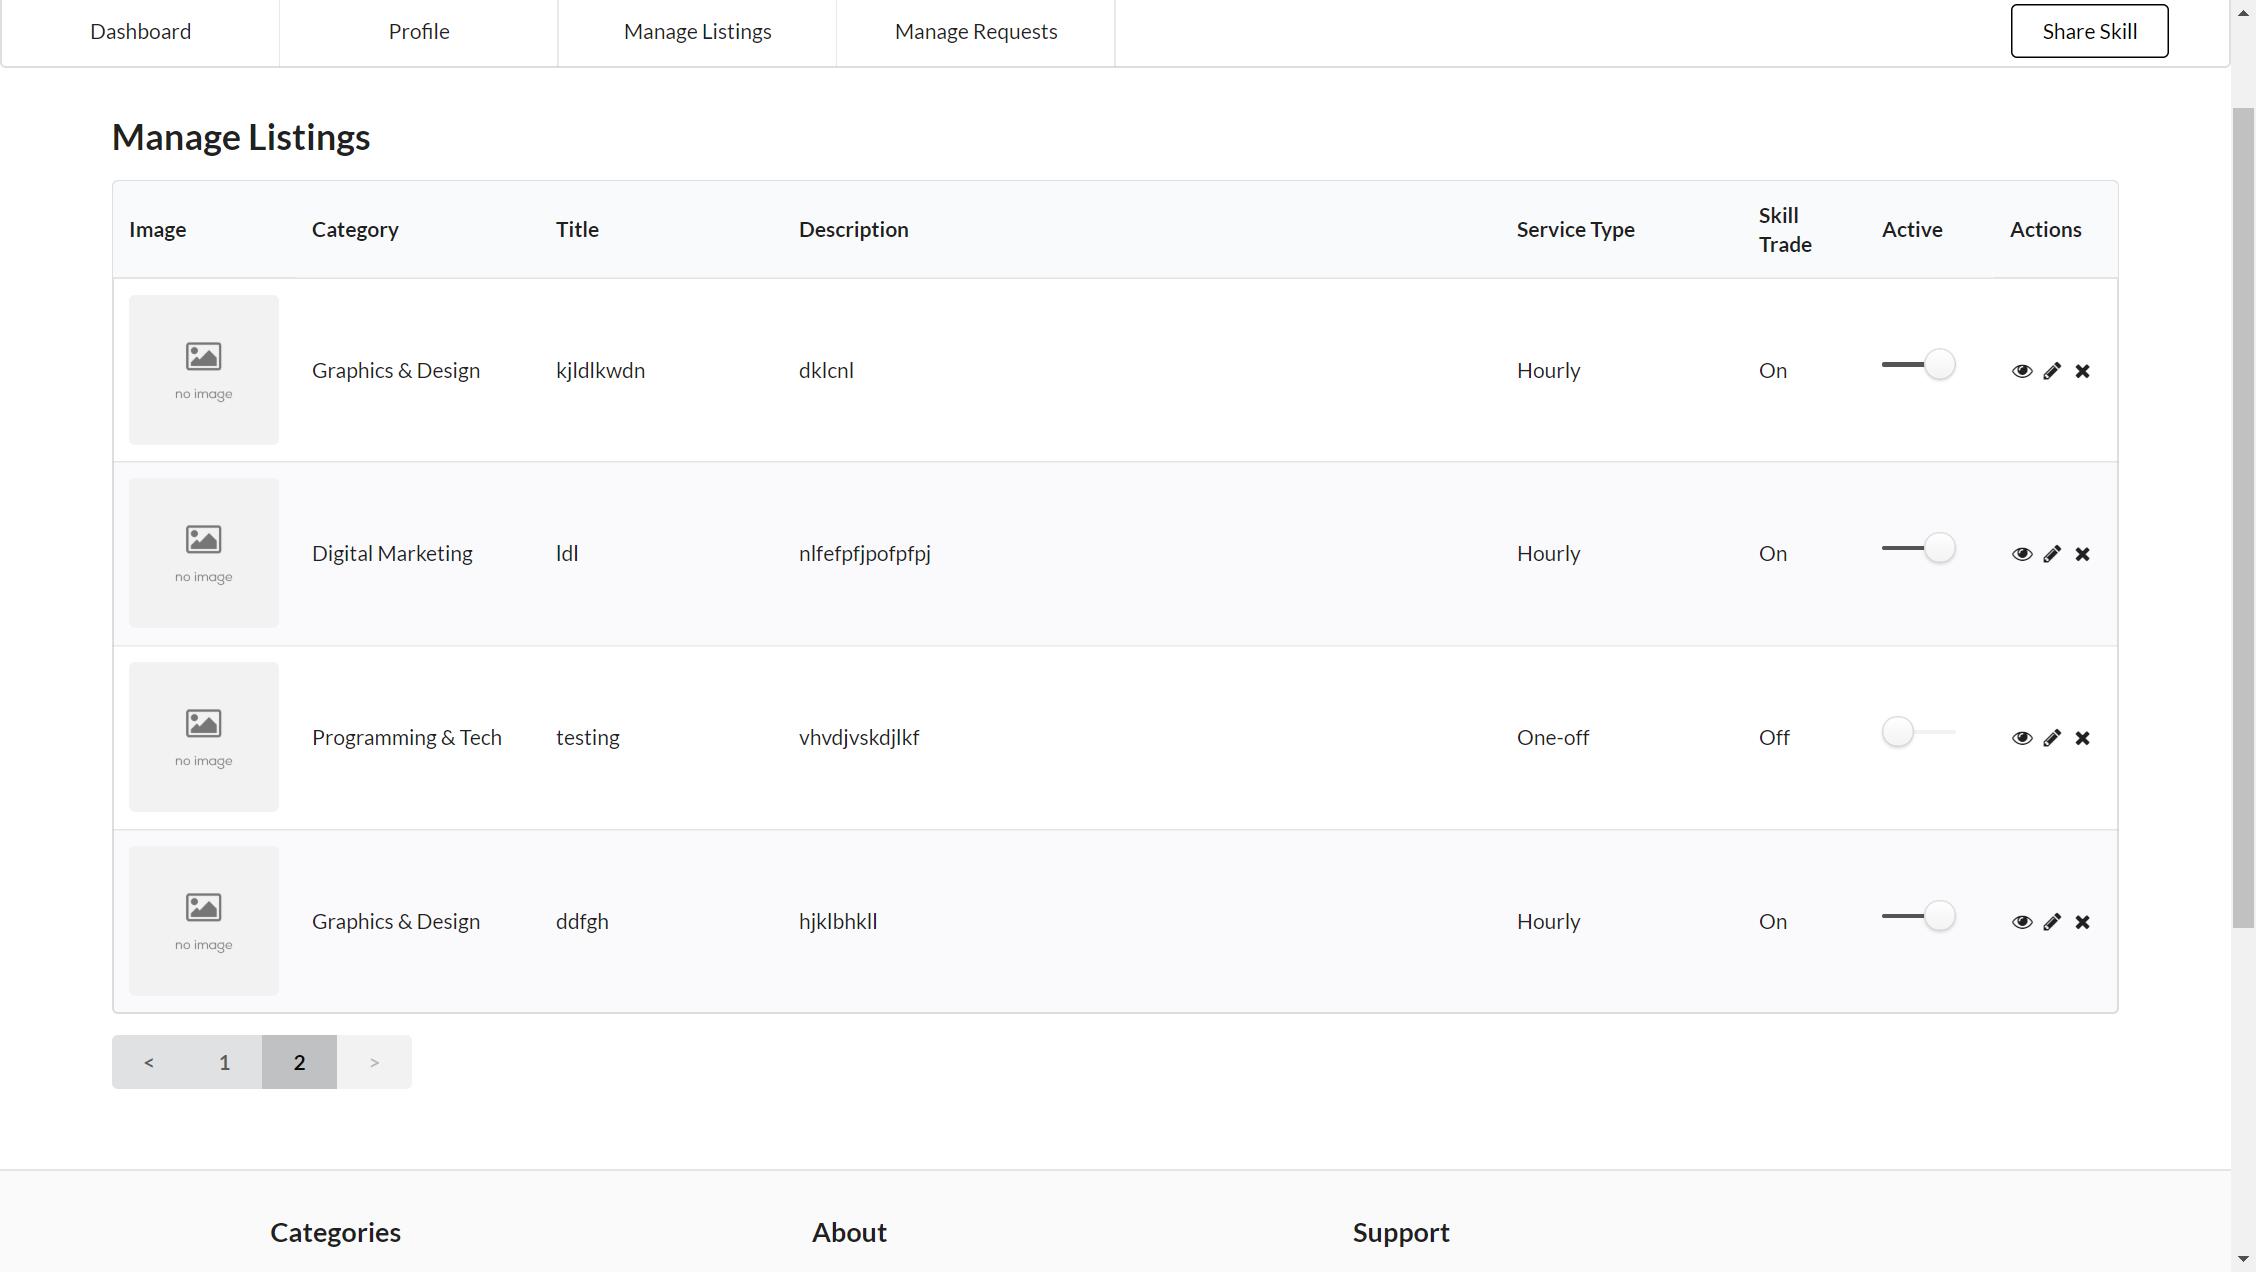 Dashboard
Profile
Manage Listings
Manage Requests
Share Skill
Manage Listings
Image
Category
Title
Description
Service Type
Skill
Trade
Active
Actions
no image
Graphics & Design
kjldlkwdn
dklcnl
Hourly
On
no image
Digital Marketing
ldl
nlfefpfjpofpfpj
Hourly
On
no image
Programming & Tech
testing
vhvdjvskdjlkf
One-off
Off
no image
Graphics & Design
ddfgh
hjklbhkll
Hourly
On
< 1 2 >
Categories
About
Support